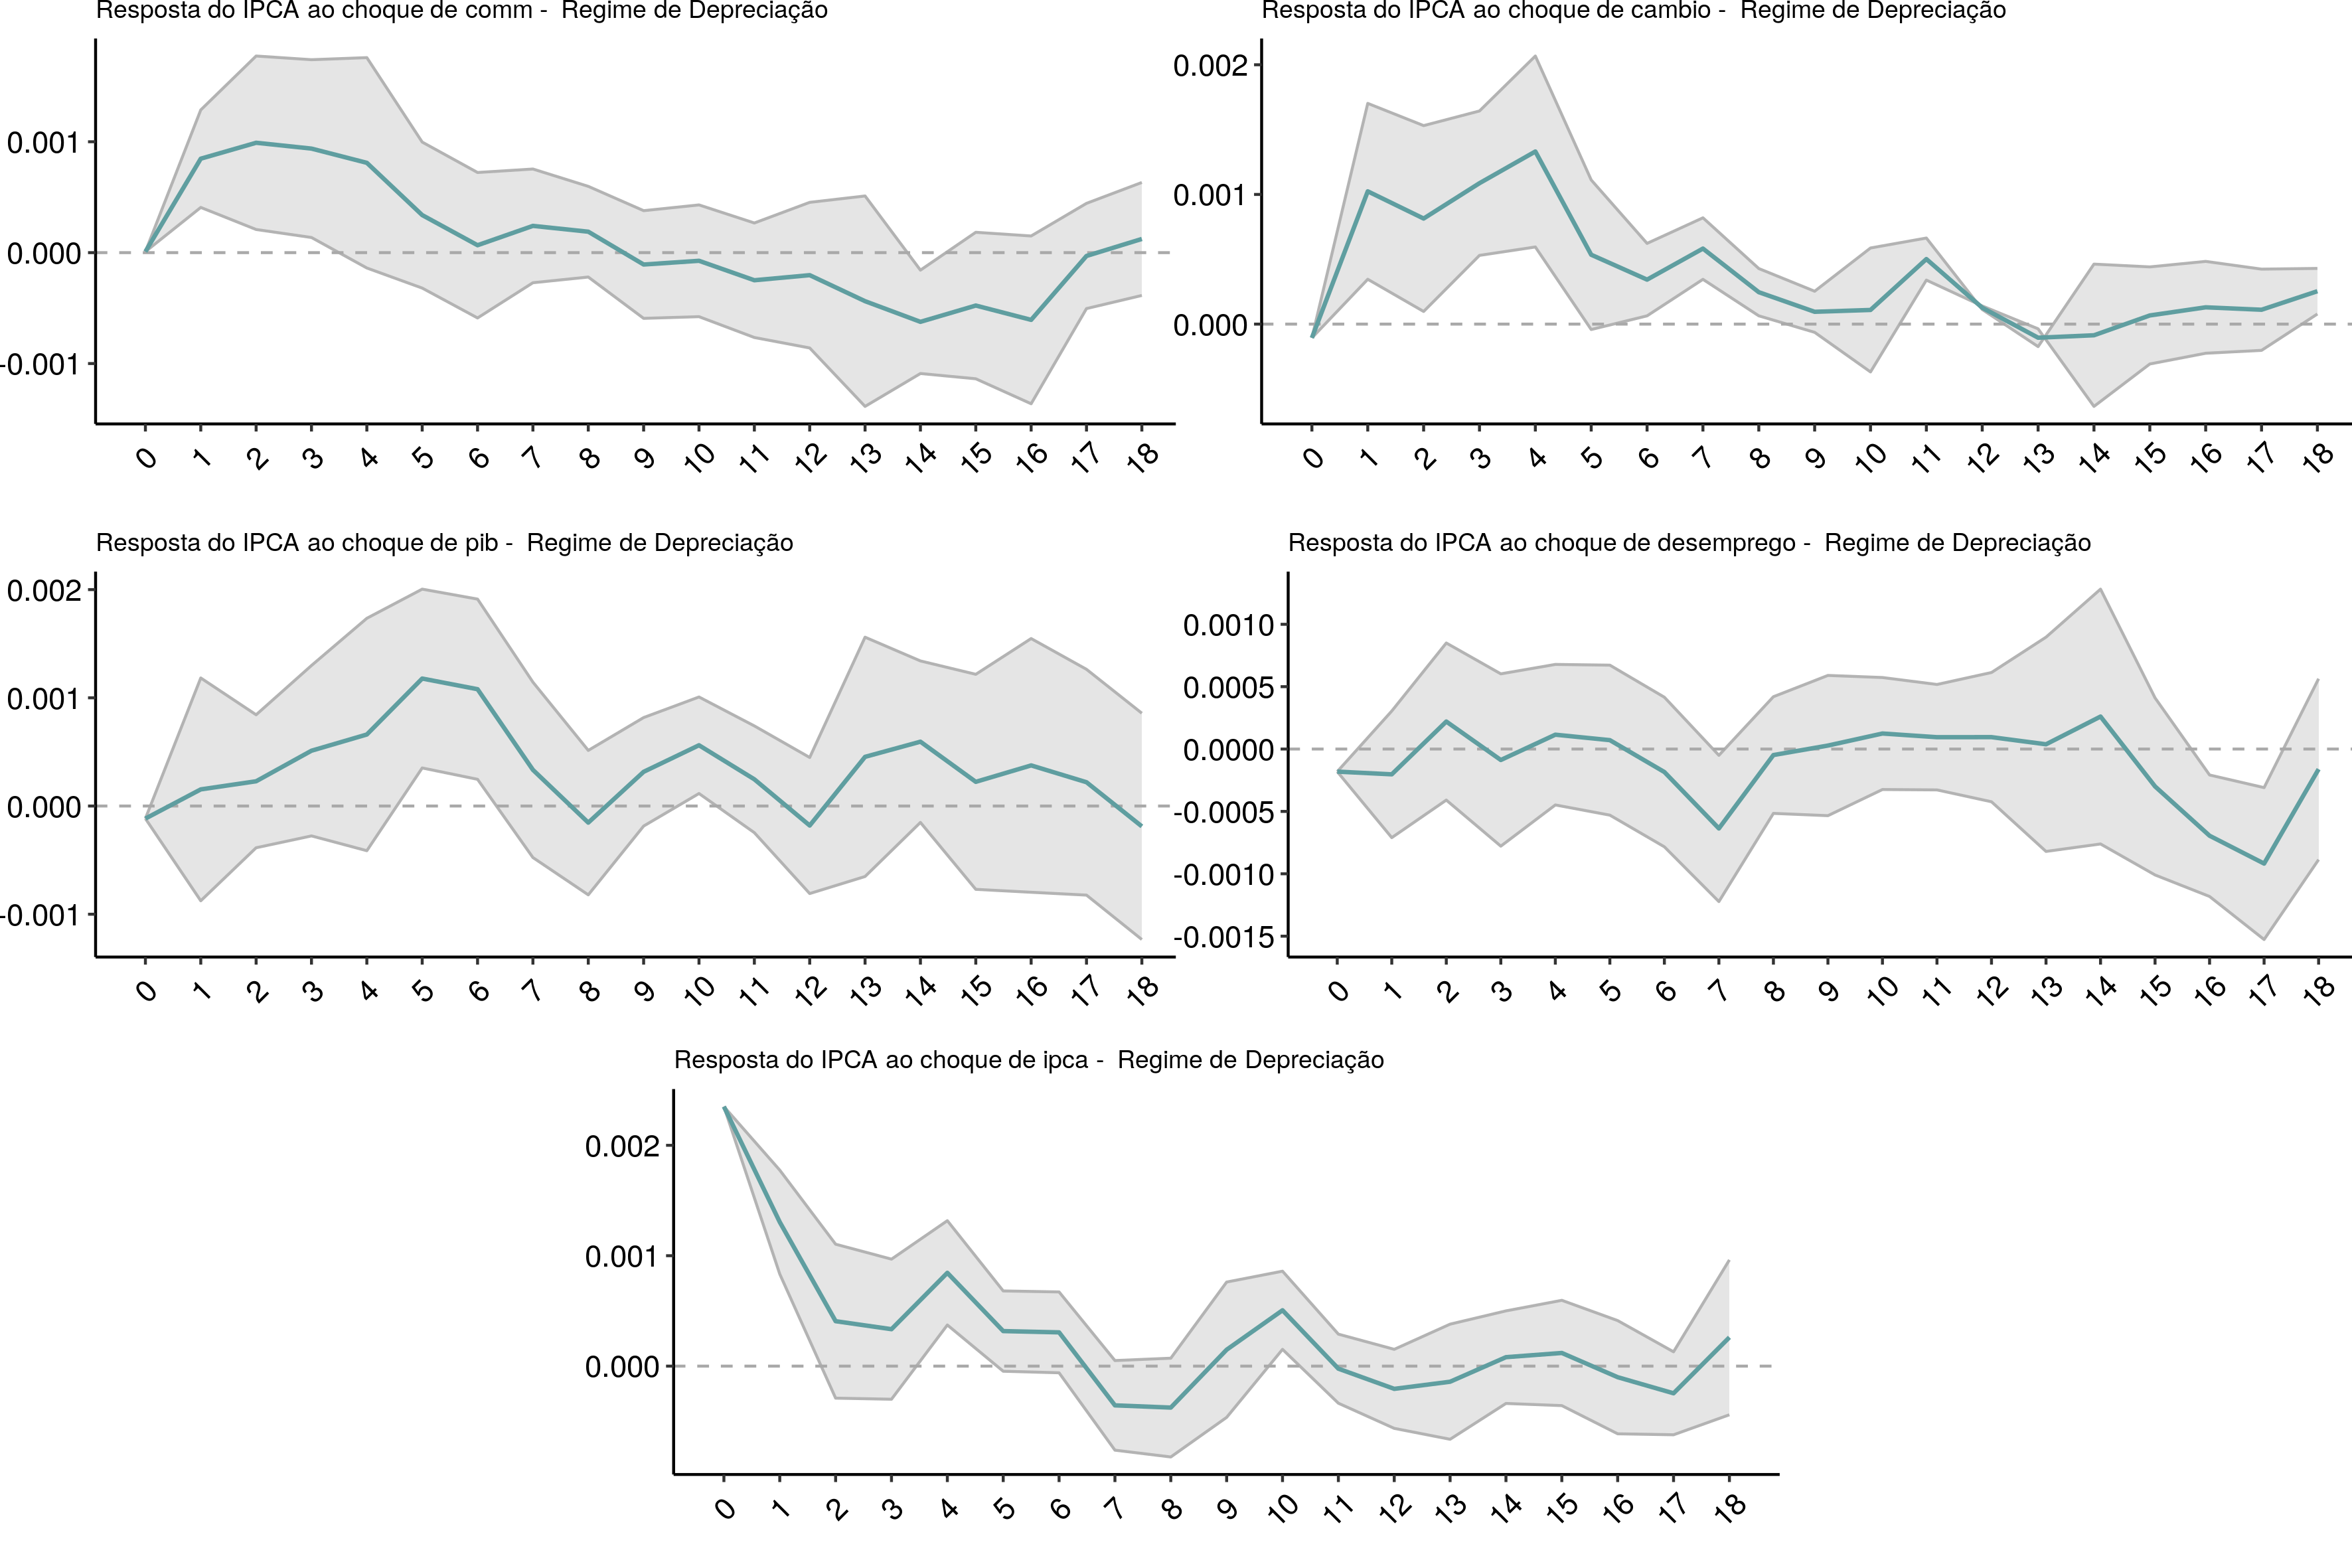 Resposta do IPCA ao choque de comm - Regime de Depreciação
0.001
0.000
-0.001
0 1 2 3 4 5 6 7 8 9 10 11 12 13 14 15 16 17 18
Resposta do IPCA ao choque de cambio - Regime de Depreciação
0.002
0.001
0.000
0 1 2 3 4 5 6 7 8 9 10 11 12 13 14 15 16 17 18
Resposta do IPCA ao choque de pib - Regime de Depreciação
0.002
0.001
0.000
-0.001
0 1 2 3 4 5 6 7 8 9 10 11 12 13 14 15 16 17 18
Resposta do IPCA ao choque de desemprego - Regime de Depreciação
0.0010
0.0005
0.0000
-0.0005
-0.0010
-0.0015
0 1 2 3 4 5 6 7 8 9 10 11 12 13 14 15 16 17 18
Resposta do IPCA ao choque de ipca - Regime de Depreciação
0.002
0.001
0.000
0 1 2 3 4 5 6 7 8 9 10 11 12 13 14 15 16 17 18